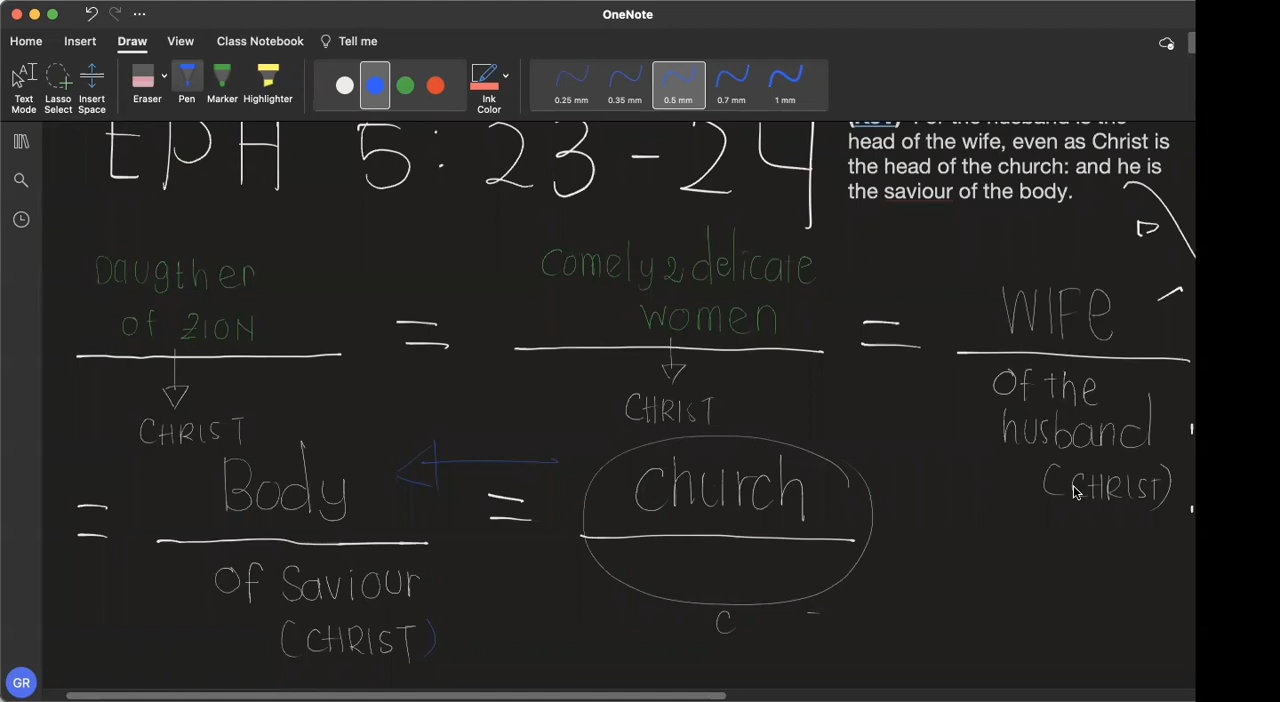 OneNote
Home Insert Draw View Class Notebook Tell me
Text Mode
Lasso Select
Insert Space
Eraser
Pen
Marker
Highlighter
Ink Color
0.25 mm
0.35 mm
0.5 mm
0.7 mm
1 mm
EPH 5:23-24
head of the wife, even as Christ is
the head of the church: and he is
the saviour of the body.
Daugther
of ZION
=
Comely & delicate
women
=
WIFe
CHRIST
CHRIST
Of the
husband
(CHRIST)
=
Body
=
Church
Of Saviour
(CHRIST)
C
GR